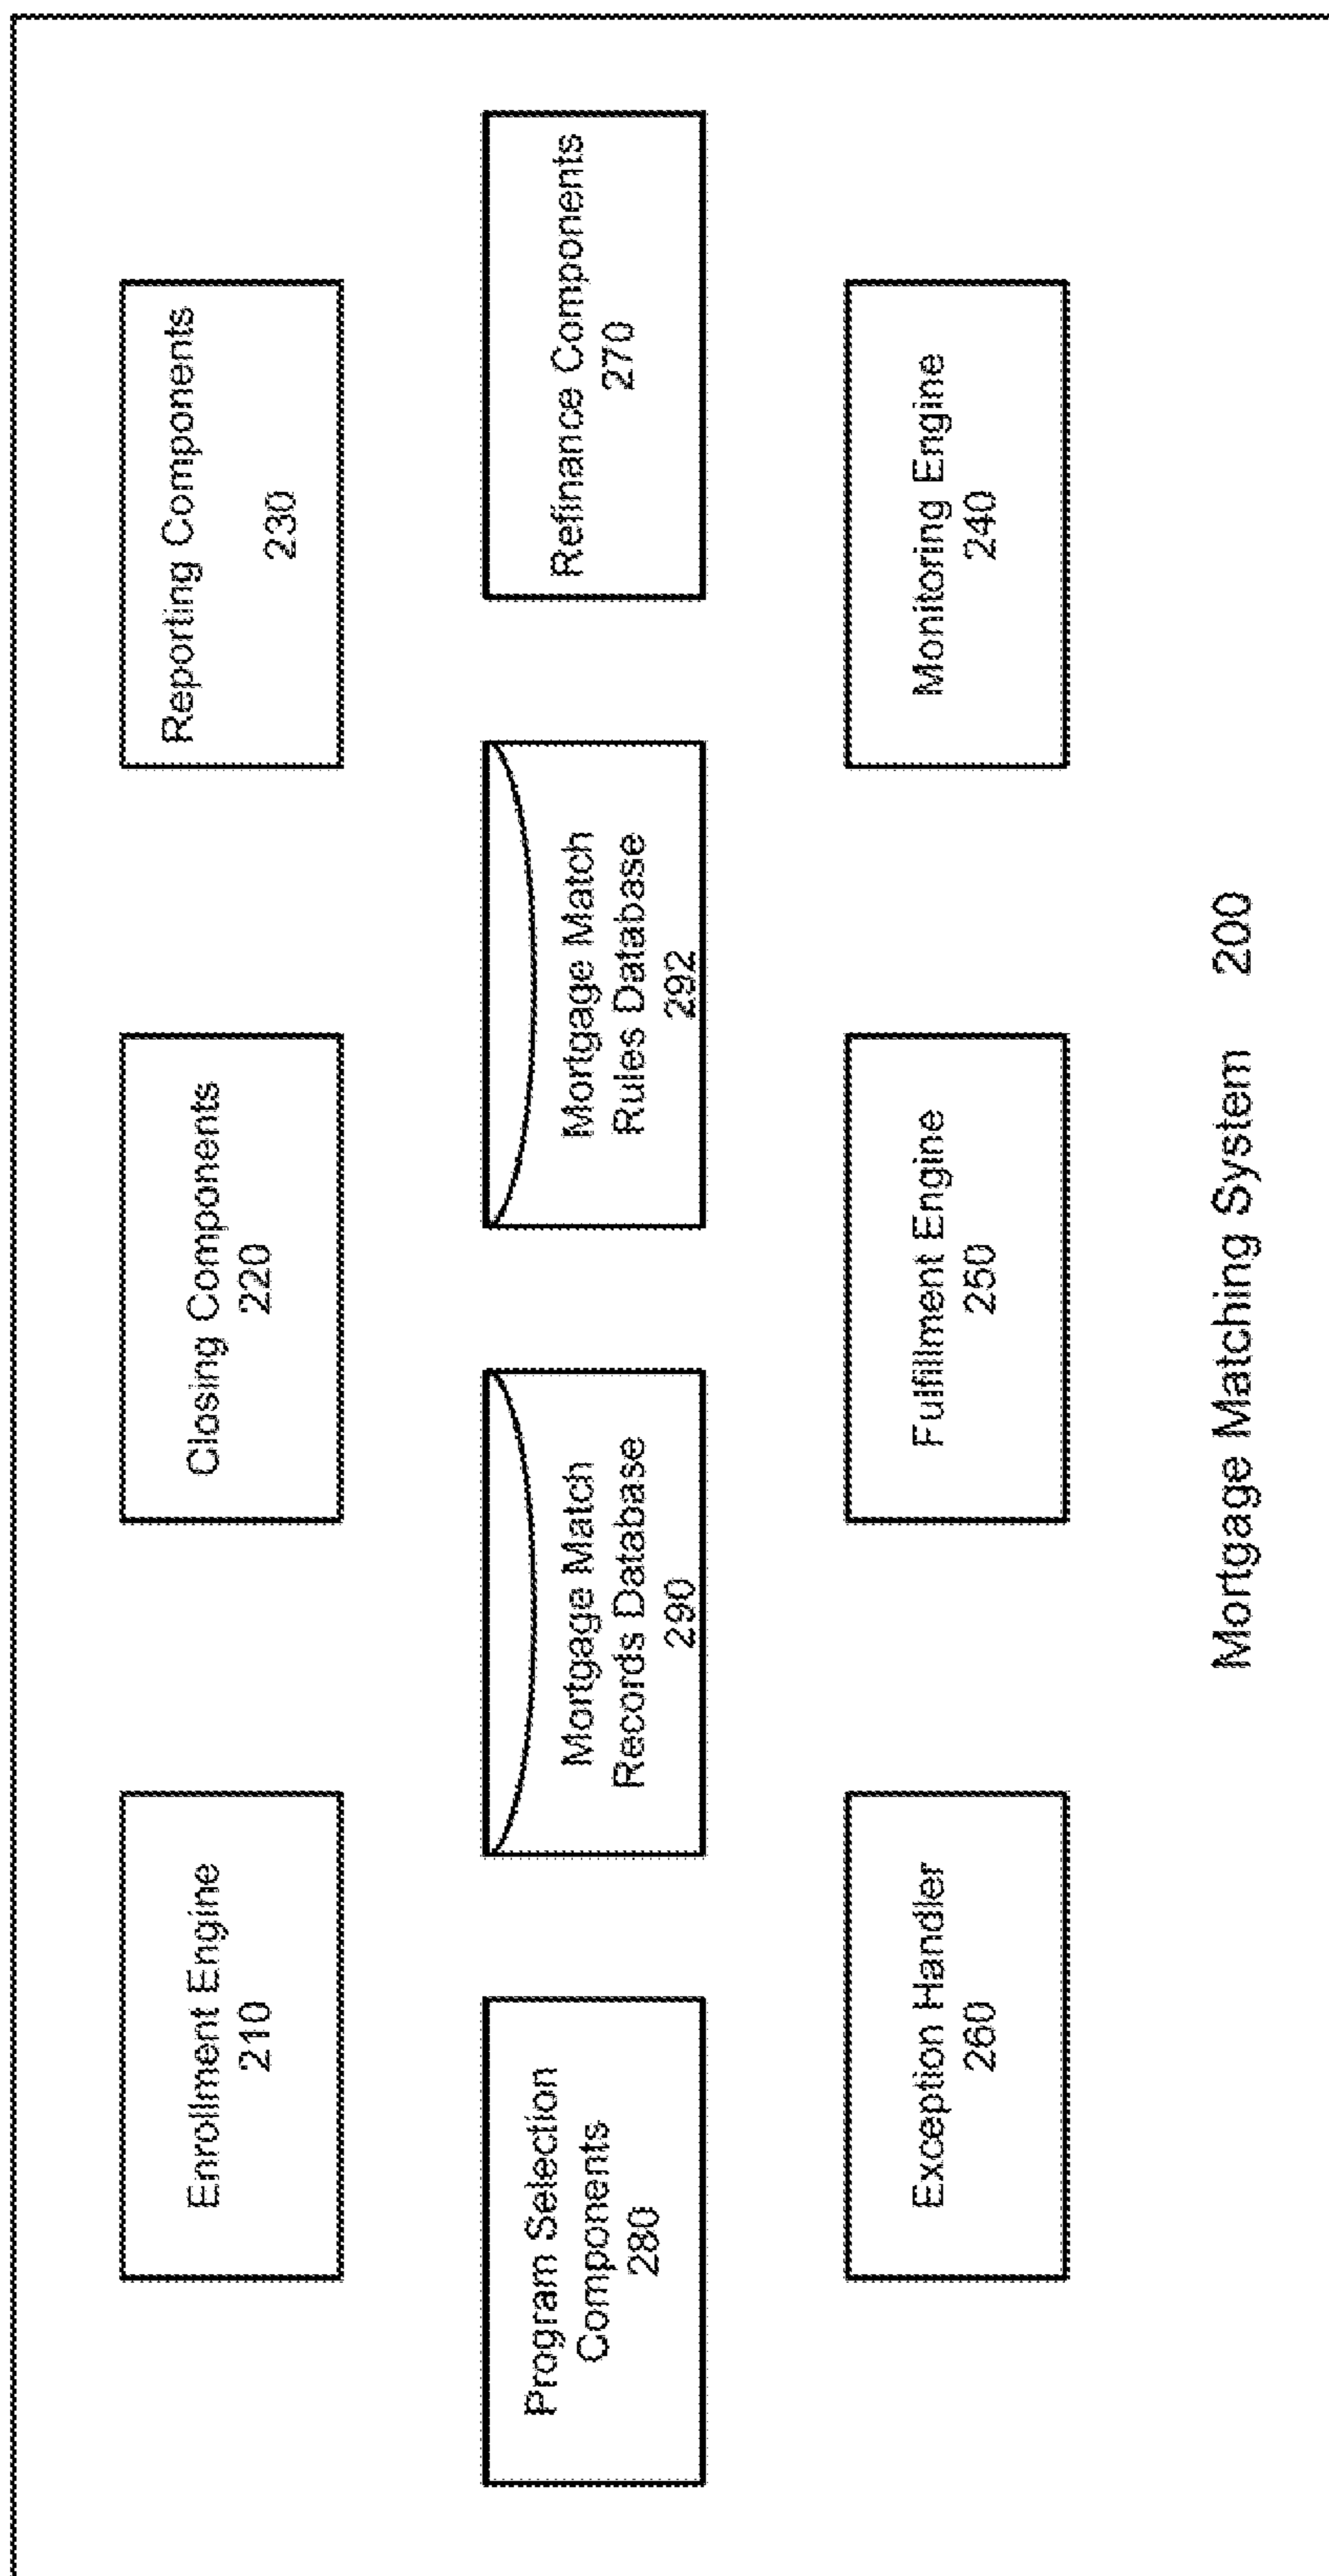 Enrollment Engine
210
Closing Components
220
Reporting Components
230
Program Selection
Components
280
Mortgage Match
Records Database
290
Mortgage Match
Rules Database
292
Refinance Components
270
Exception Handler
260
Fulfillment Engine
250
Monitoring Engine
240
Mortgage Matching System 200